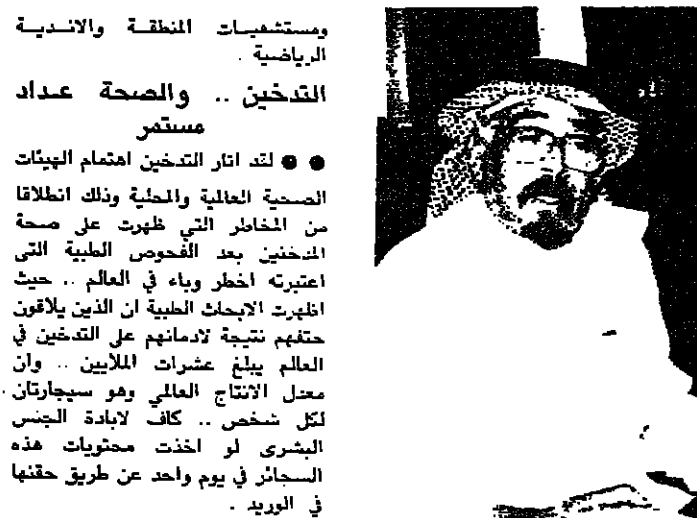 ومستشفيات المنطقة والاندية
الرياضية .
التدخين .. والصحة عداء
مستمر
●● لقد اثار التدخين اهتمام الهيئات
الصحية العالمية والمحلية وذلك انطلاقا
من المخاطر التي ظهرت على صحة
المدخنين بعد الفحوص الطبية التى
اعتبرته اخطر وباء في العالم .. حيث
اظهرت الابحاث الطبية ان الذين يلاقون
حتفهم نتيجة لادمانهم على التدخين في
العالم يبلغ عشرات الملايين .. وان
معدل الانتاج العالمي وهو سيجارتان .
لكل شخص .. كاف لابادة الجنس
البشرى لو اخذت محتويات هذه
السجائر في يوم واحد عن طريق حقنها
في الوريد .